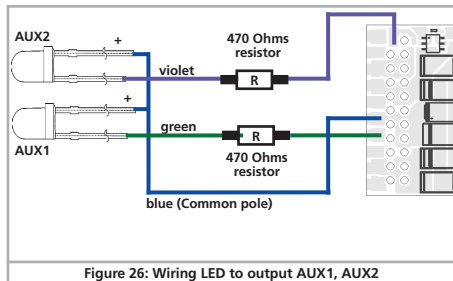 AUX2
+
470 Ohms
resistor
violet
R
+
green
R
AUX1
470 Ohms
resistor
blue (Common pole)
Figure 26: Wiring LED to output AUX1, AUX2